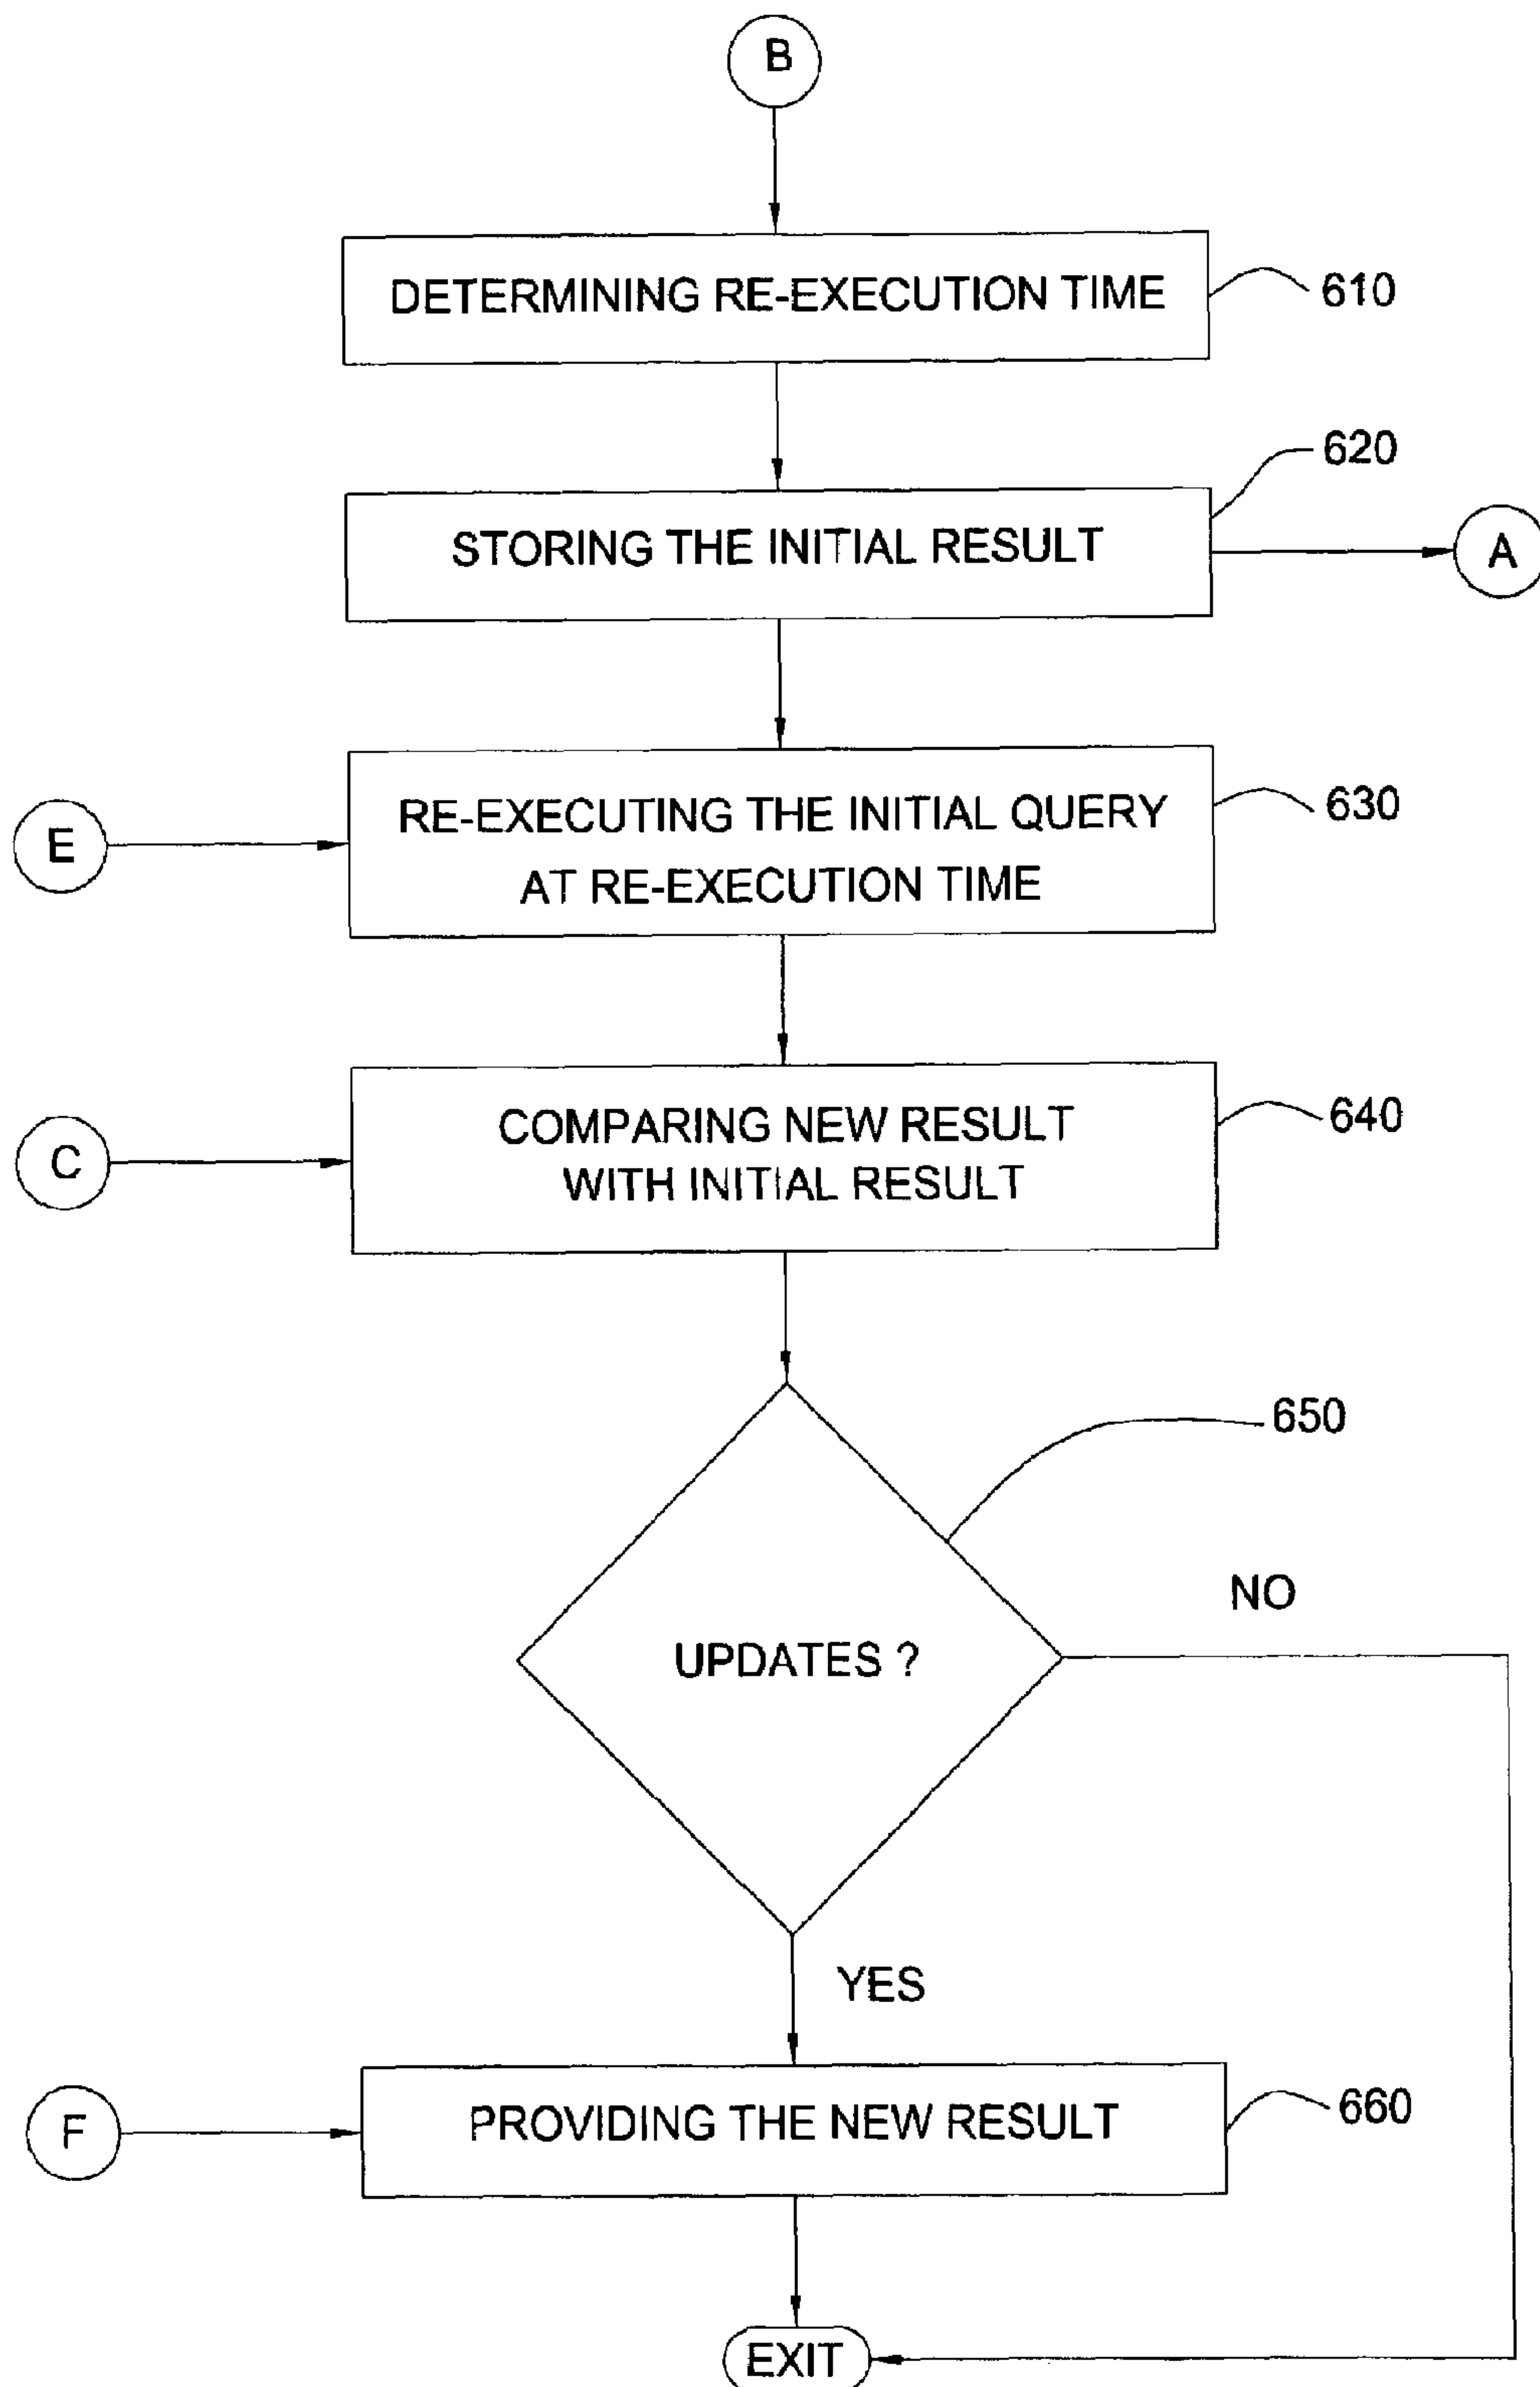 B
DETERMINING RE-EXECUTION TIME
610
620
STORING THE INITIAL RESULT
A
RE-EXECUTING THE INITIAL QUERY
AT RE-EXECUTION TIME
630
E
COMPARING NEW RESULT
WITH INITIAL RESULT
640
C
650
NO
UPDATES ?
YES
PROVIDING THE NEW RESULT
660
F
EXIT